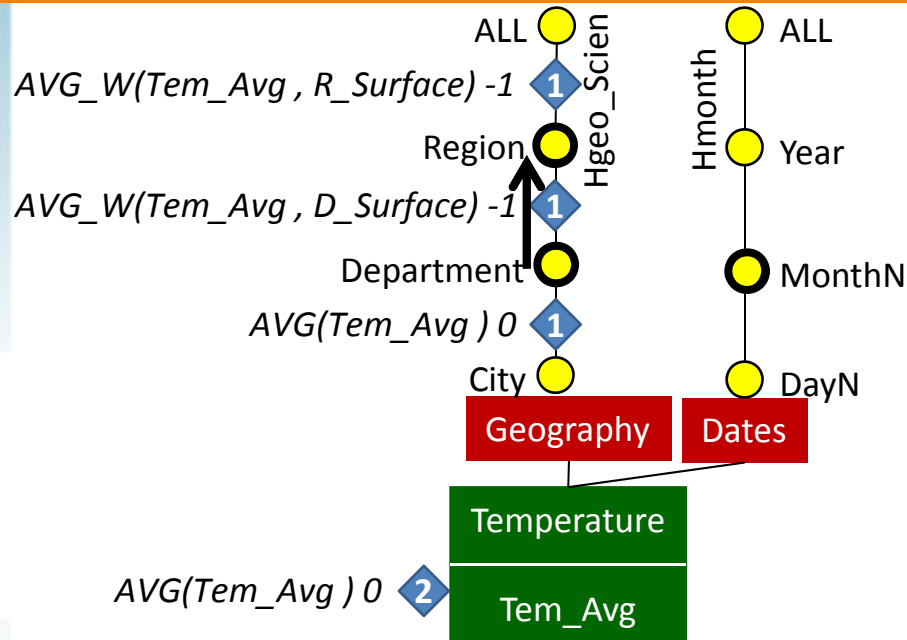 ALL
ALL
AVG_W(Tem_Avg , R_Surface) -1
1
Hgeo_Scien
Hmonth
Region
Year
AVG_W(Tem_Avg , D_Surface) -1
1
Department
MonthN
AVG(Tem_Avg ) 0
1
City
DayN
Geography
Dates
Temperature
AVG(Tem_Avg ) 0
2
Tem_Avg